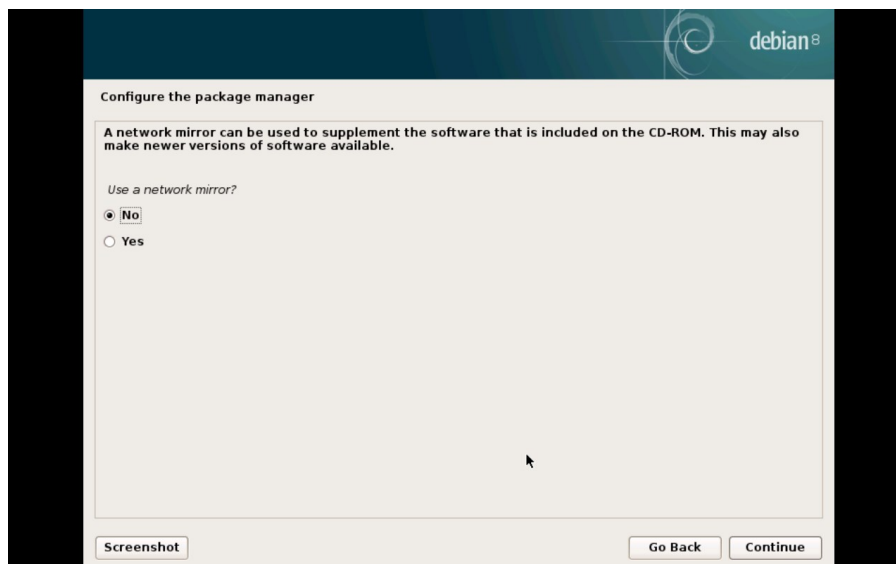 debian 8
Configure the package manager
A network mirror can be used to supplement the software that is included on the CD-ROM. This may also
make newer versions of software available.
Use a network mirror?
No
Yes
Screenshot
Go Back
Continue